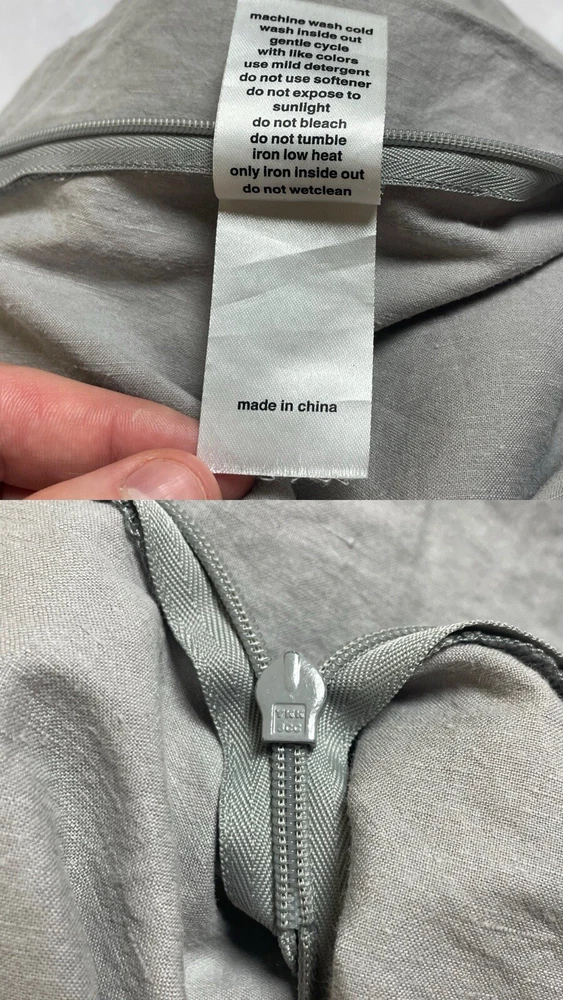 machine wash cold
wash inside out
gentle cycle
with like colors
use mild detergent
do not use softener
do not expose to
sunlight
do not bleach
do not tumble
iron low heat
only iron inside out
do not wetclean
made in china